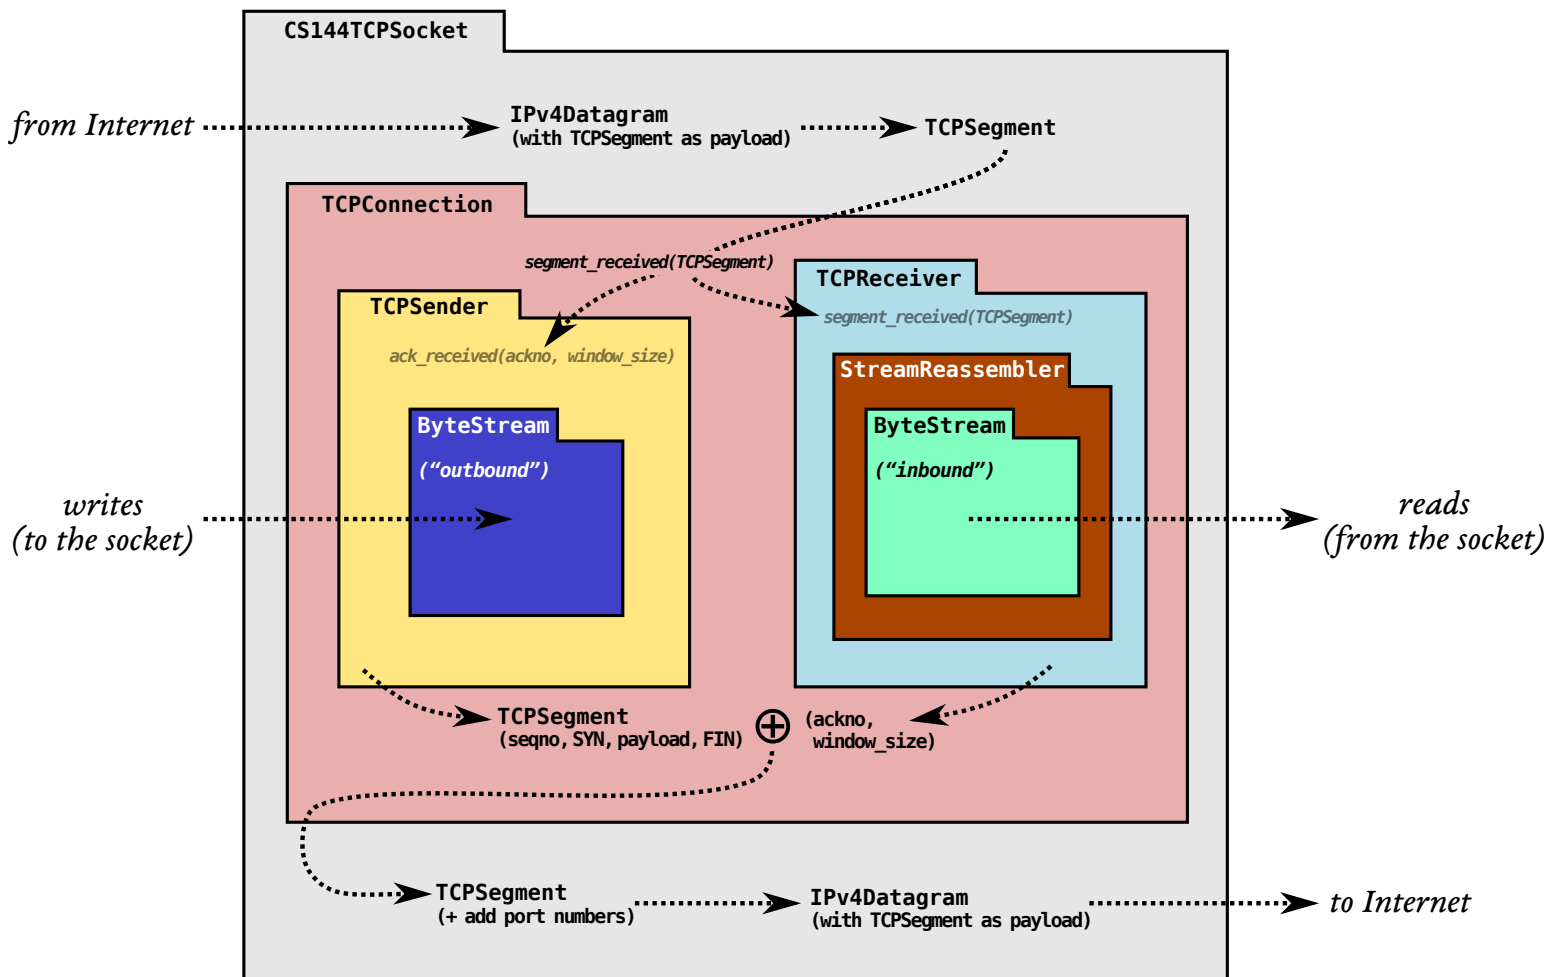 CS144TCPSocket
from Internet
IPv4Datagram
(with TCPSegment as payload)
TCPSegment
TCPConnection
segment_received(TCPSegment)
TCPSender
ack_received(ackno, window_size)
ByteStream
(“outbound”)
TCPReceiver
segment_received(TCPSegment)
StreamReassembler
ByteStream
(“inbound”)
writes
(to the socket)
reads
(from the socket)
TCPSegment
(seqno, SYN, payload, FIN)
(ackno,
window_size)
TCPSegment
(+ add port numbers)
IPv4Datagram
(with TCPSegment as payload)
to Internet